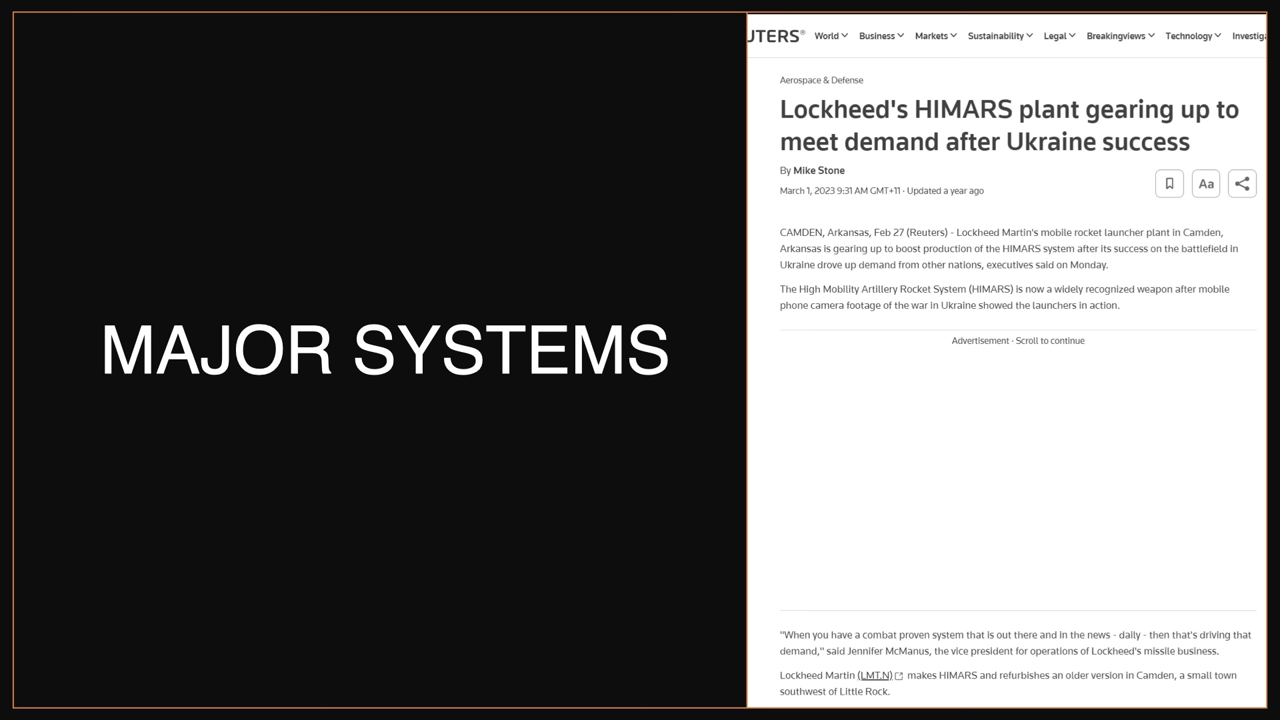 MAJOR SYSTEMS
UTERS®
World Business Markets Sustainability Legal Breakingviews Technology Investiga
Aerospace & Defense
Lockheed's HIMARS plant gearing up to
meet demand after Ukraine success
By Mike Stone
March 1, 2023 9:31 AM GMT+11 · Updated a year ago
Aa
CAMDEN, Arkansas, Feb 27 (Reuters) - Lockheed Martin's mobile rocket launcher plant in Camden,
Arkansas is gearing up to boost production of the HIMARS system after its success on the battlefield in
Ukraine drove up demand from other nations, executives said on Monday.
The High Mobility Artillery Rocket System (HIMARS) is now a widely recognized weapon after mobile
phone camera footage of the war in Ukraine showed the launchers in action.
Advertisement · Scroll to continue
"When you have a combat proven system that is out there and in the news - daily - then that's driving that
demand," said Jennifer McManus, the vice president for operations of Lockheed's missile business.
Lockheed Martin (LMT.N) makes HIMARS and refurbishes an older version in Camden, a small town
southwest of Little Rock.